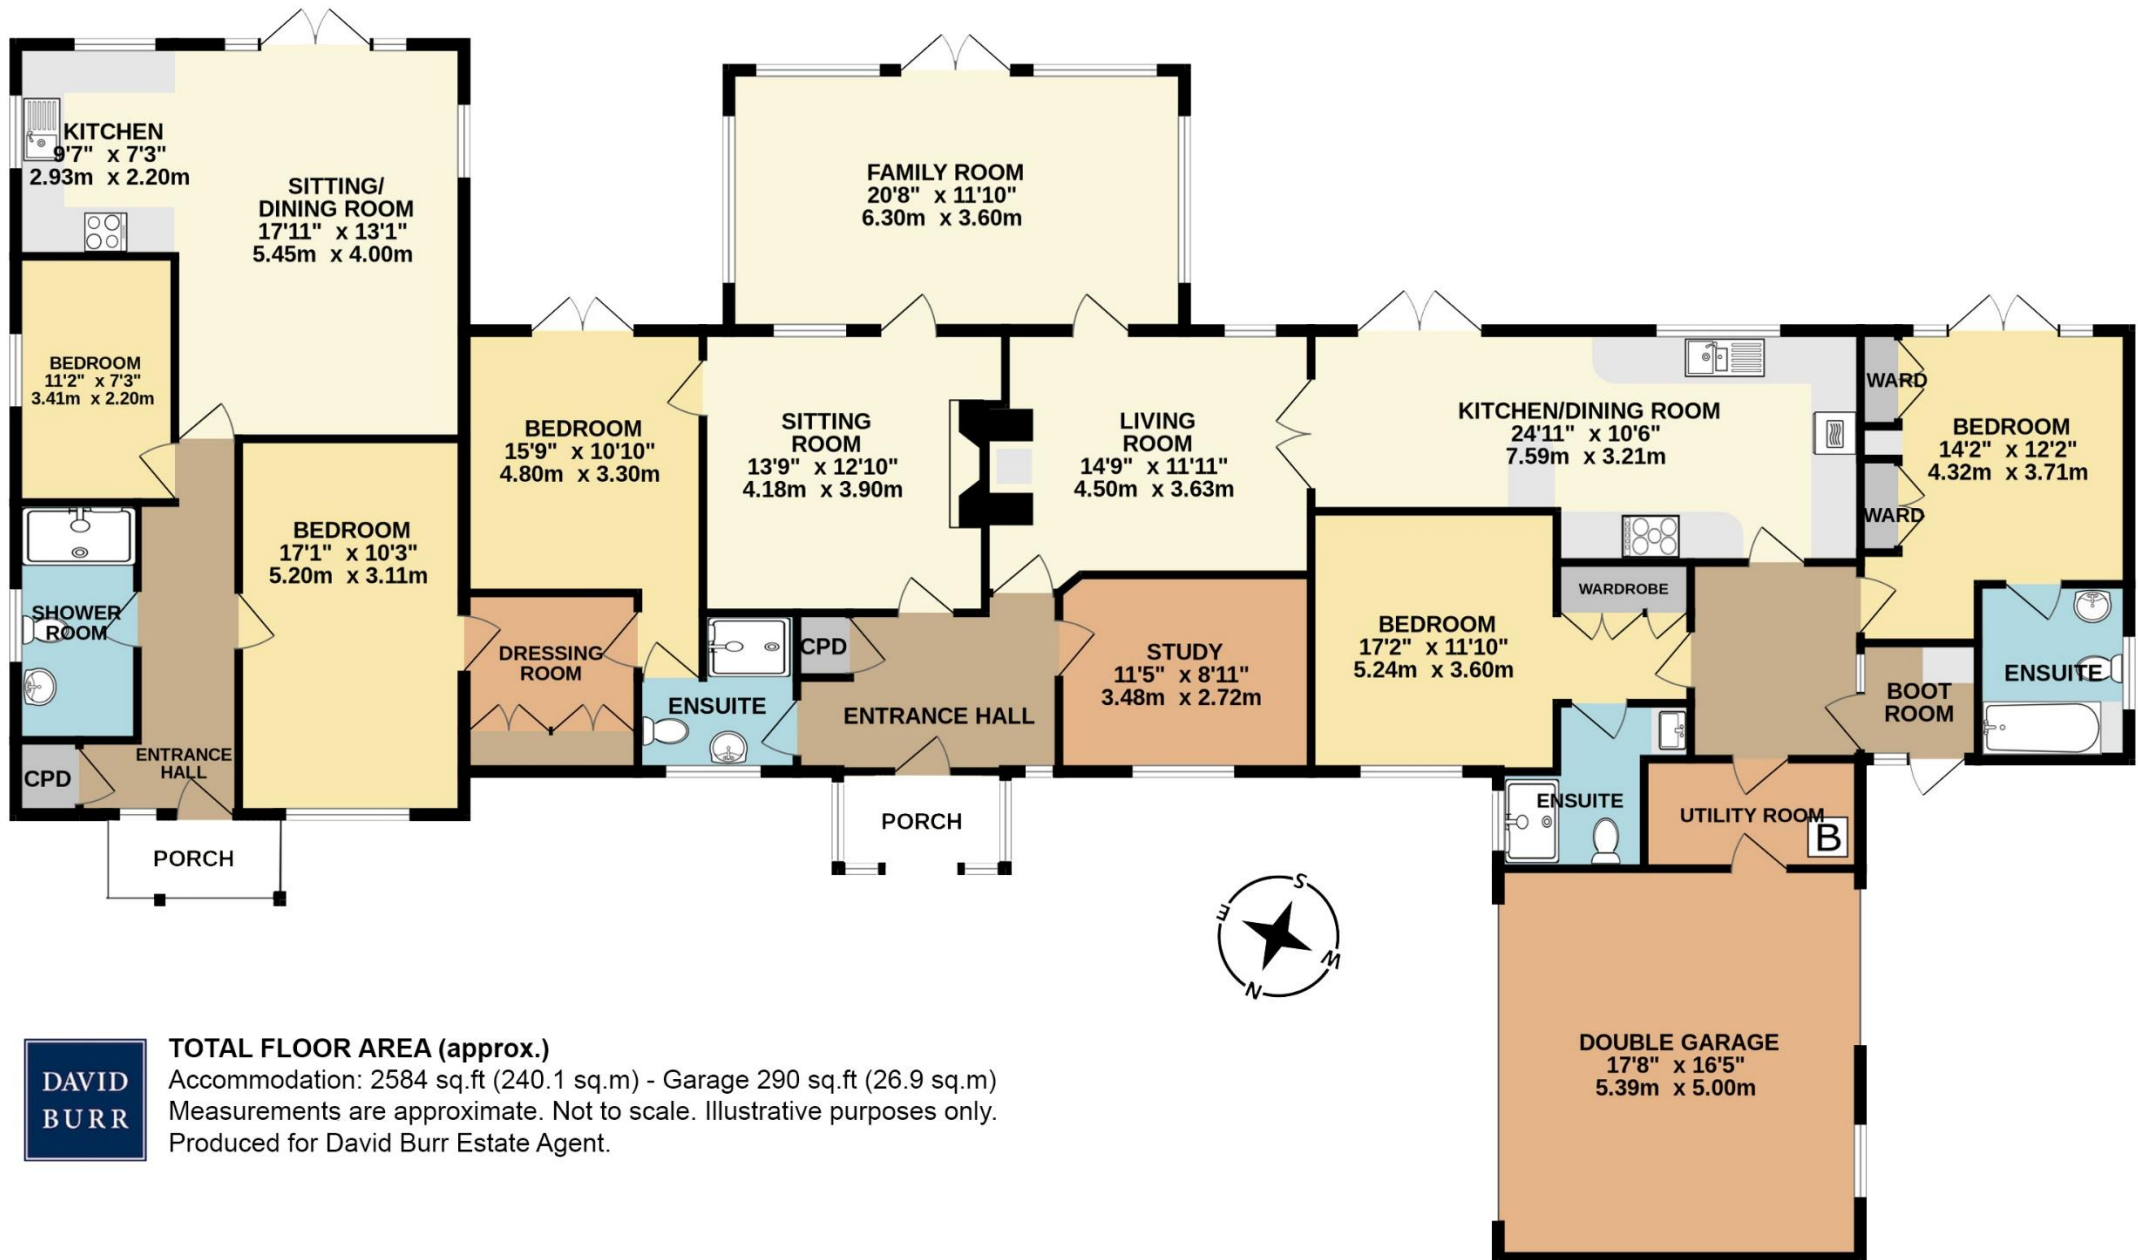 KITCHEN
9'7" x 7'3"
2.93m x 2.20m
SITTING/
DINING ROOM
17'11" x 13'1"
5.45m x 4.00m
FAMILY ROOM
20'8" x 11'10"
6.30m x 3.60m
BEDROOM
11'2" x 7'3"
3.41m x 2.20m
BEDROOM
15'9" x 10'10"
4.80m x 3.30m
SITTING
ROOM
13'9" x 12'10"
4.18m x 3.90m
LIVING
ROOM
14'9" x 11'11"
4.50m x 3.63m
KITCHEN/DINING ROOM
24'11" x 10'6"
7.59m x 3.21m
WARD
WARD
BEDROOM
14'2" x 12'2"
4.32m x 3.71m
BEDROOM
17'1" x 10'3"
5.20m x 3.11m
SHOWER
ROOM
DRESSING
ROOM
ENSUITE
CPD
ENTRANCE HALL
STUDY
11'5" x 8'11"
3.48m x 2.72m
BEDROOM
17'2" x 11'10"
5.24m x 3.60m
WARDROBE
BOOT
ROOM
ENSUITE
CPD
ENTRANCE
HALL
PORCH
PORCH
ENSUITE
UTILITY ROOM
B
S
E
W
N
DOUBLE GARAGE
17'8" x 16'5"
5.39m x 5.00m
DAVID
BURR
TOTAL FLOOR AREA (approx.)
Accommodation: 2584 sq.ft (240.1 sq.m) - Garage 290 sq.ft (26.9 sq.m)
Measurements are approximate. Not to scale. Illustrative purposes only.
Produced for David Burr Estate Agent.